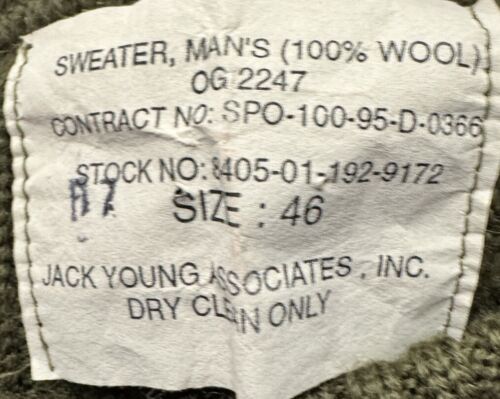 SWEATER, MAN'S (100% WOOL)
OG 2247
CONTRACT NO: SPO-100-95-D-0366
STOCK NO: 8405-01-192-9172
SIZE : 46
JACK YOUNG ASSOCIATES, INC.
DRY CLEAN ONLY